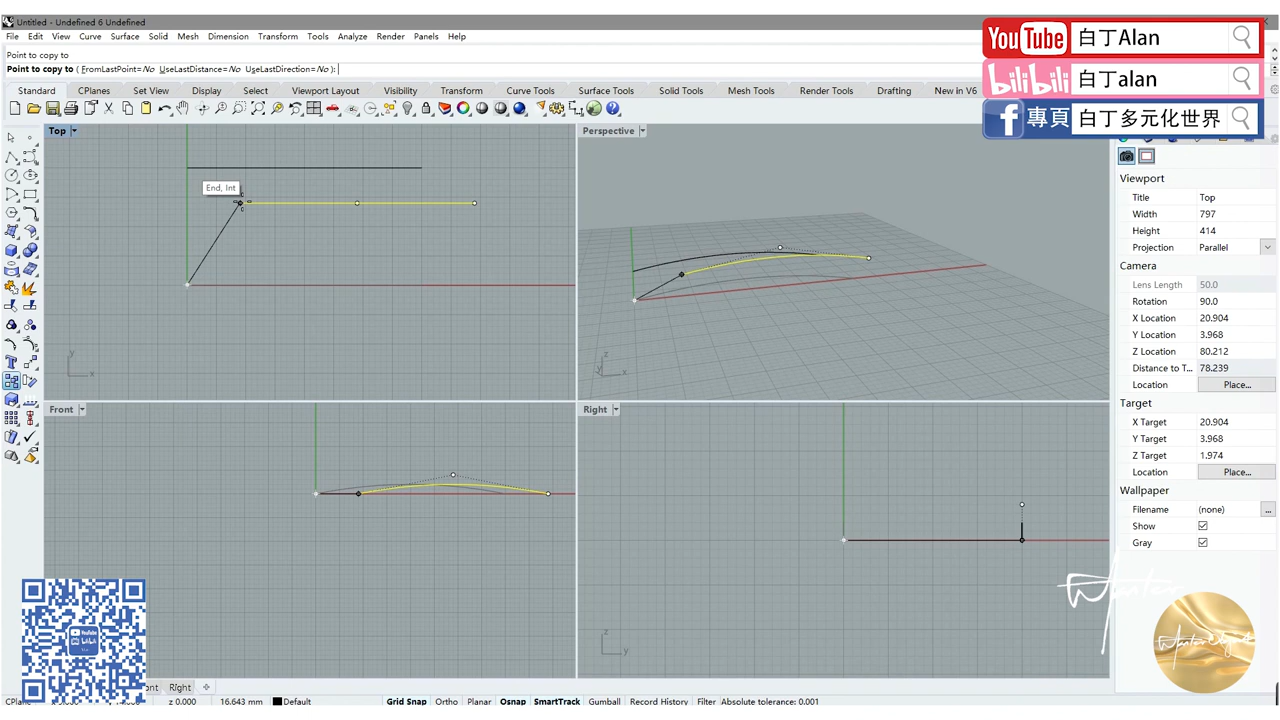 Untitled - Undefined 6 Undefined
File Edit View Curve Surface Solid Mesh Dimension Transform Tools Analyze Render Panels Help
Point to copy to
Point to copy to ( FromLastPoint=No UseLastDistance=No UseLastDirection=No ):
Standard CPlanes Set View Display Select Viewport Layout Visibility Transform Curve Tools Surface Tools Solid Tools Mesh Tools Render Tools Drafting New in V6
YouTube 白丁Alan
bilibili 白丁alan
f 專頁 白丁多元化世界
Top
Perspective
End, Int
y
x
z
y
x
Front
Right
z
y
Viewport
Title Top
Width 797
Height 414
Projection Parallel
Camera
Lens Length 50.0
Rotation 90.0
X Location 20.904
Y Location 3.968
Z Location 80.212
Distance to T... 78.239
Location Place...
Target
X Target 20.904
Y Target 3.968
Z Target 1.974
Location Place...
Wallpaper
Filename (none) ...
Show
Gray
YouTube
bilibili
Right
z 0.000 16.643 mm Default Grid Snap Ortho Planar Osnap SmartTrack Gumball Record History Filter Absolute tolerance: 0.001